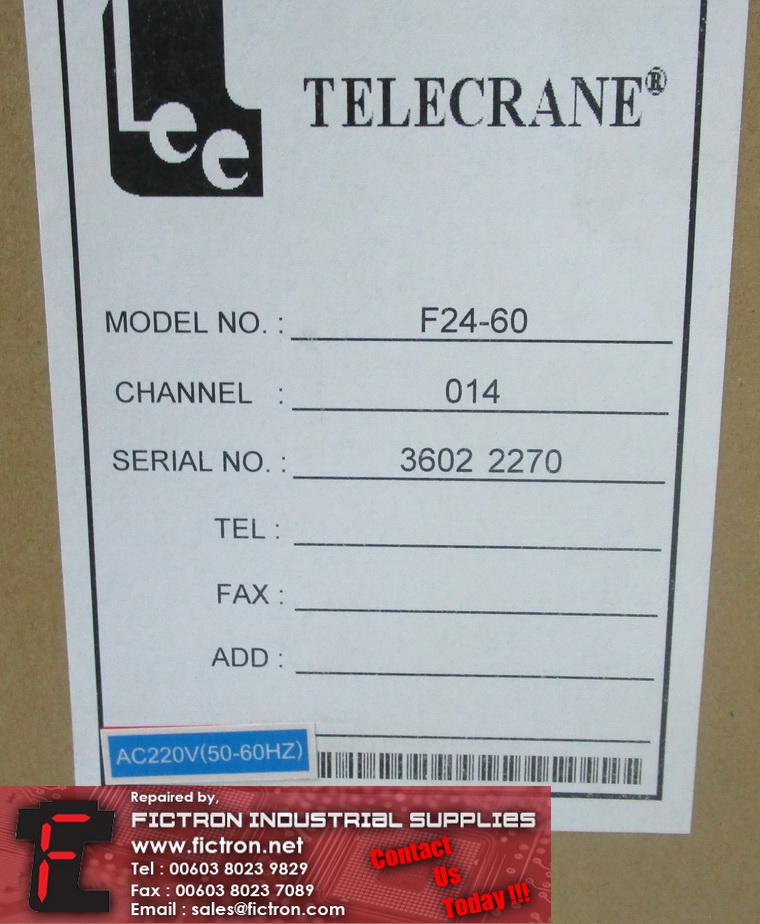 Lee
TELECRANE®
MODEL NO. : F24-60
CHANNEL : 014
SERIAL NO. : 3602 2270
TEL :
FAX :
ADD :
AC220V(50-60HZ)
Repaired by,
FICTRON INDUSTRIAL SUPPLIES
www.fictron.net
Tel : 00603 8023 9829
Fax : 00603 8023 7089
Email : sales@fictron.com
Contact
Us
Today !!!